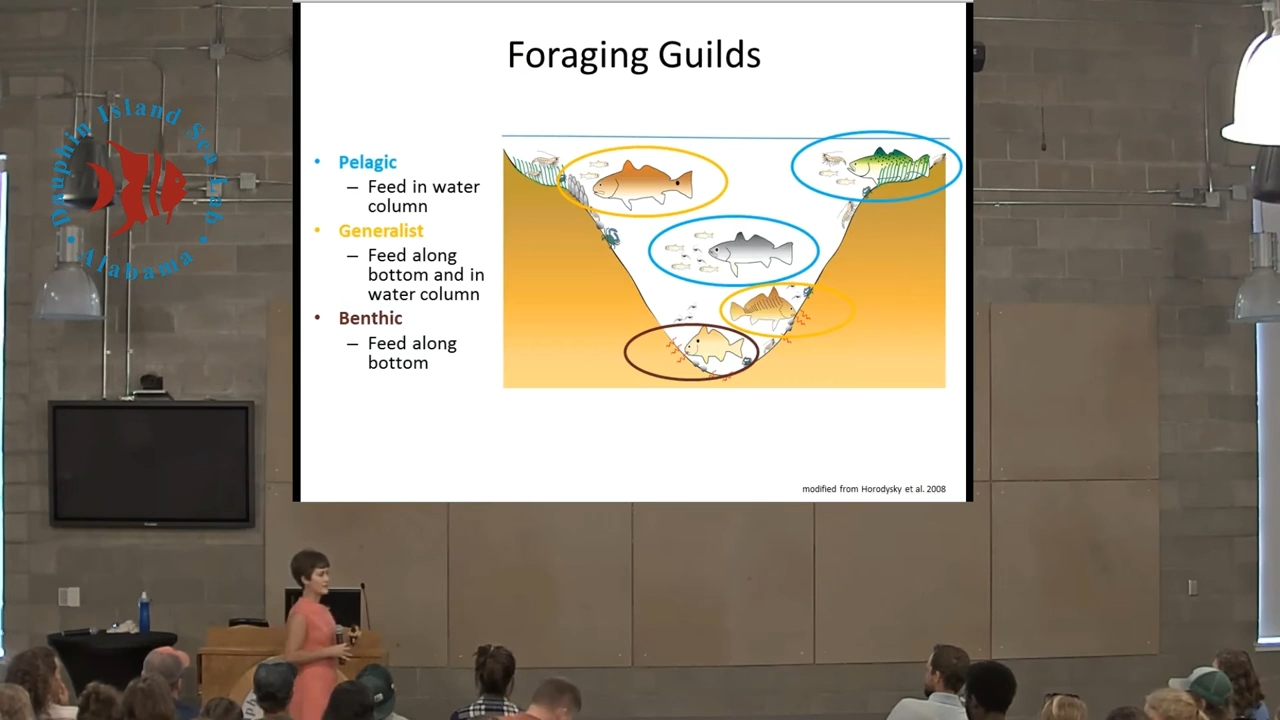 Foraging Guilds
Dauphin Island Sea Lab
Alabama
• Pelagic
– Feed in water
column
• Generalist
– Feed along
bottom and in
water column
• Benthic
– Feed along
bottom
modified from Horodysky et al. 2008